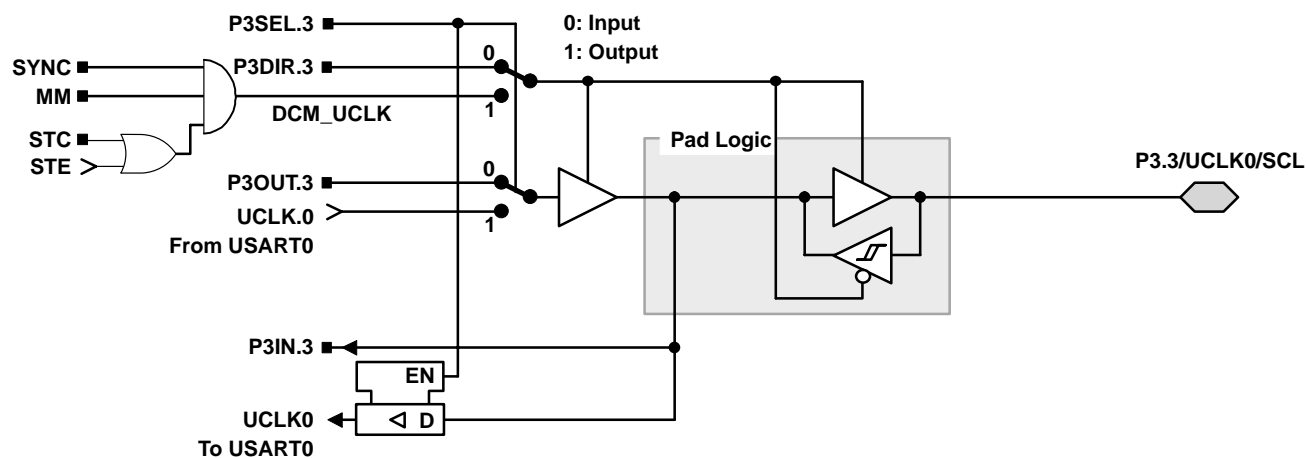 P3SEL.3
0: Input
1: Output
SYNC
P3DIR.3
0
MM
DCM_UCLK
1
STC
STE
Pad Logic
P3.3/UCLK0/SCL
P3OUT.3
0
UCLK.0
1
From USART0
P3IN.3
EN
UCLK0
D
To USART0